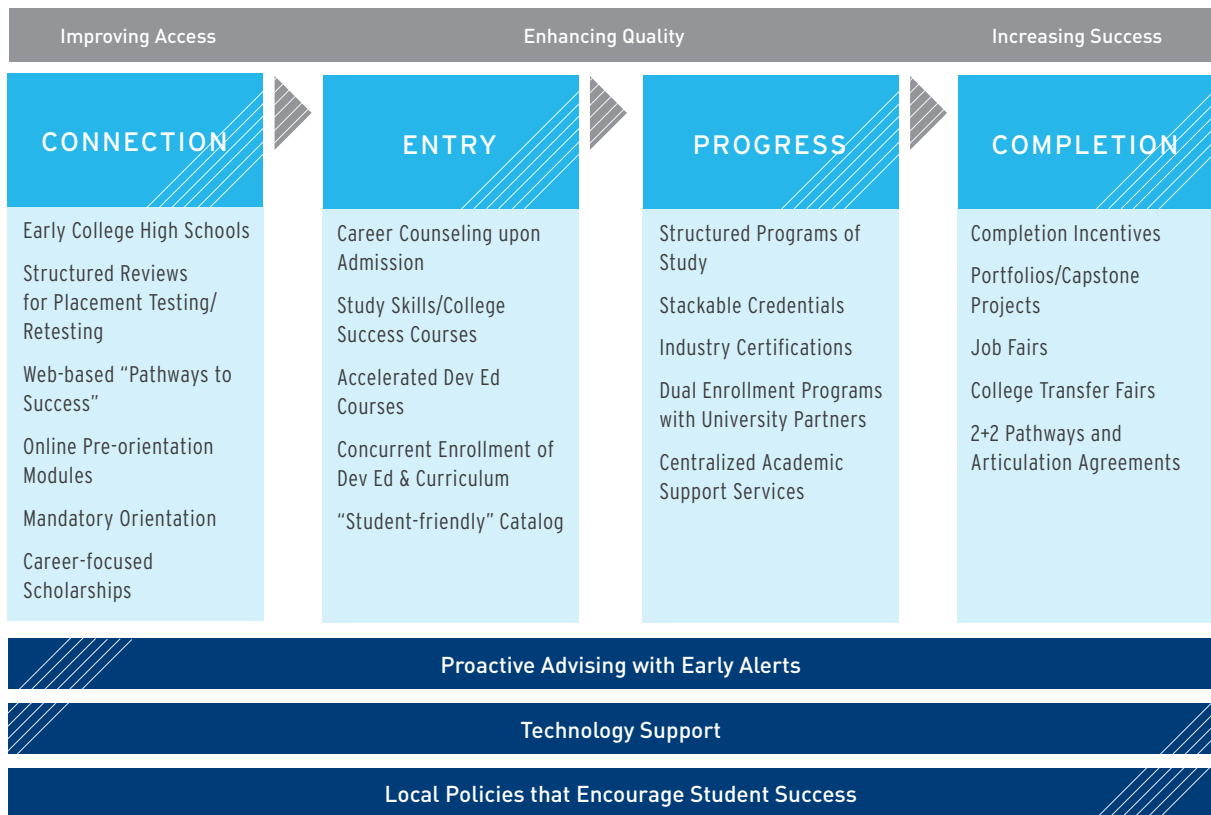 Improving Access
Enhancing Quality
Increasing Success
CONNECTION
Early College High Schools
Structured Reviews
for Placement Testing/
Retesting
Web-based “Pathways to
Success”
Online Pre-orientation
Modules
Mandatory Orientation
Career-focused
Scholarships
ENTRY
Career Counseling upon
Admission
Study Skills/College
Success Courses
Accelerated Dev Ed
Courses
Concurrent Enrollment of
Dev Ed & Curriculum
“Student-friendly” Catalog
PROGRESS
Structured Programs of
Study
Stackable Credentials
Industry Certifications
Dual Enrollment Programs
with University Partners
Centralized Academic
Support Services
COMPLETION
Completion Incentives
Portfolios/Capstone
Projects
Job Fairs
College Transfer Fairs
2+2 Pathways and
Articulation Agreements
Proactive Advising with Early Alerts
Technology Support
Local Policies that Encourage Student Success